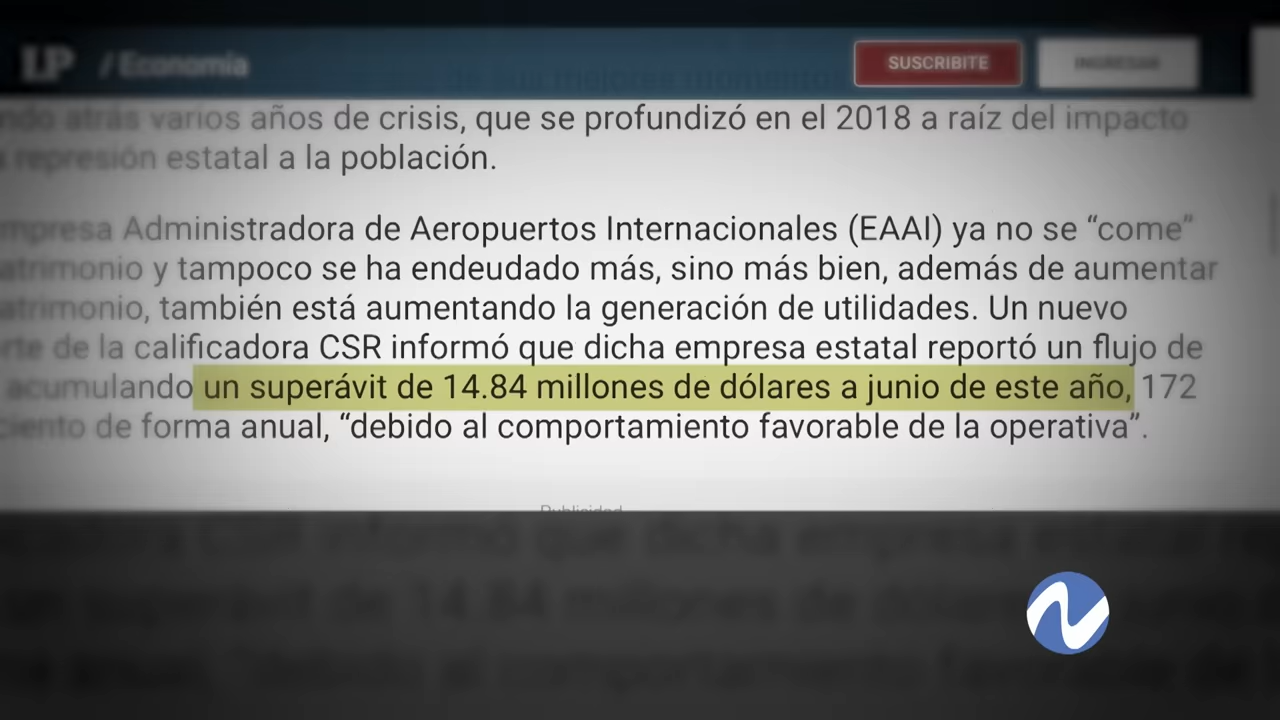 LP / Economía
SUSCRIBITE
INGRESAR
ndo atrás varios años de crisis, que se profundizó en el 2018 a raíz del impacto
represión estatal a la población.
mpresa Administradora de Aeropuertos Internacionales (EAAI) ya no se “come”
atrimonio y tampoco se ha endeudado más, sino más bien, además de aumentar
atrimonio, también está aumentando la generación de utilidades. Un nuevo
rte de la calificadora CSR informó que dicha empresa estatal reportó un flujo de
acumulando un superávit de 14.84 millones de dólares a junio de este año, 172
ciento de forma anual, “debido al comportamiento favorable de la operativa”.
Publicidad